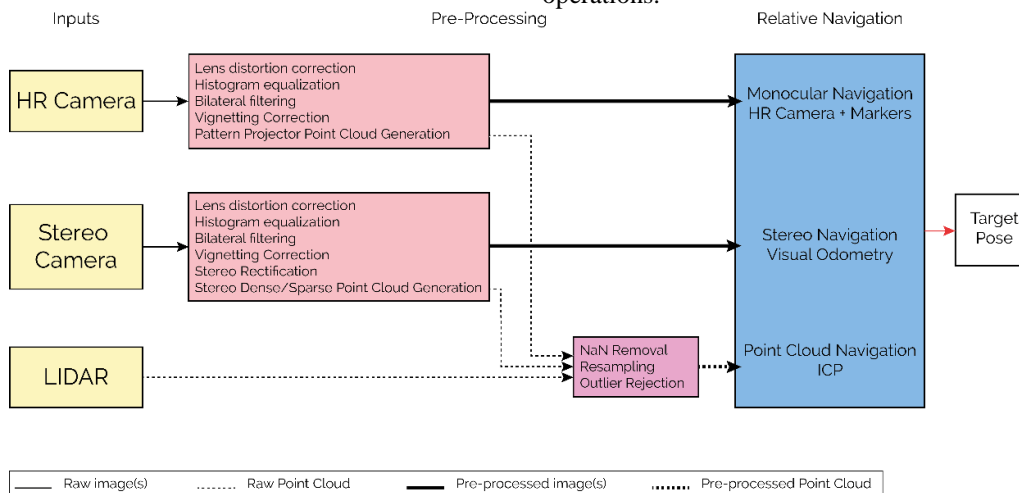 operations.
Inputs
Pre-Processing
Relative Navigation
HR Camera
Lens distortion correction
Histogram equalization
Bilateral filtering
Vignetting Correction
Pattern Projector Point Cloud Generation
Monocular Navigation
HR Camera + Markers
Stereo
Camera
Lens distortion correction
Histogram equalization
Bilateral filtering
Vignetting Correction
Stereo Rectification
Stereo Dense/Sparse Point Cloud Generation
Stereo Navigation
Visual Odometry
Target
Pose
LIDAR
NaN Removal
Resampling
Outlier Rejection
Point Cloud Navigation
ICP
Raw image(s)
Raw Point Cloud
Pre-processed image(s)
Pre-processed Point Cloud